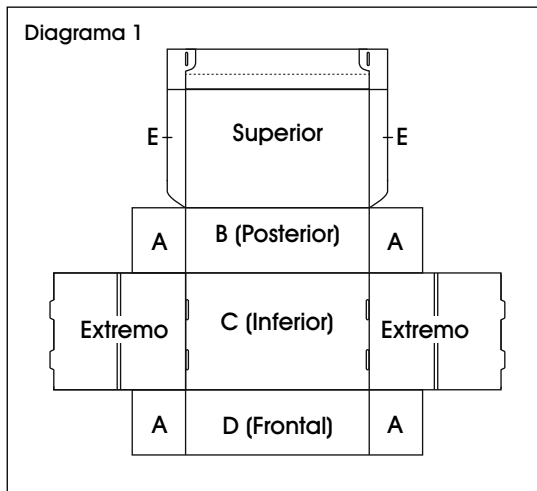 Diagrama 1
E Superior E
A B (Posterior) A
Extremo C (Inferior) Extremo
A D (Frontal) A